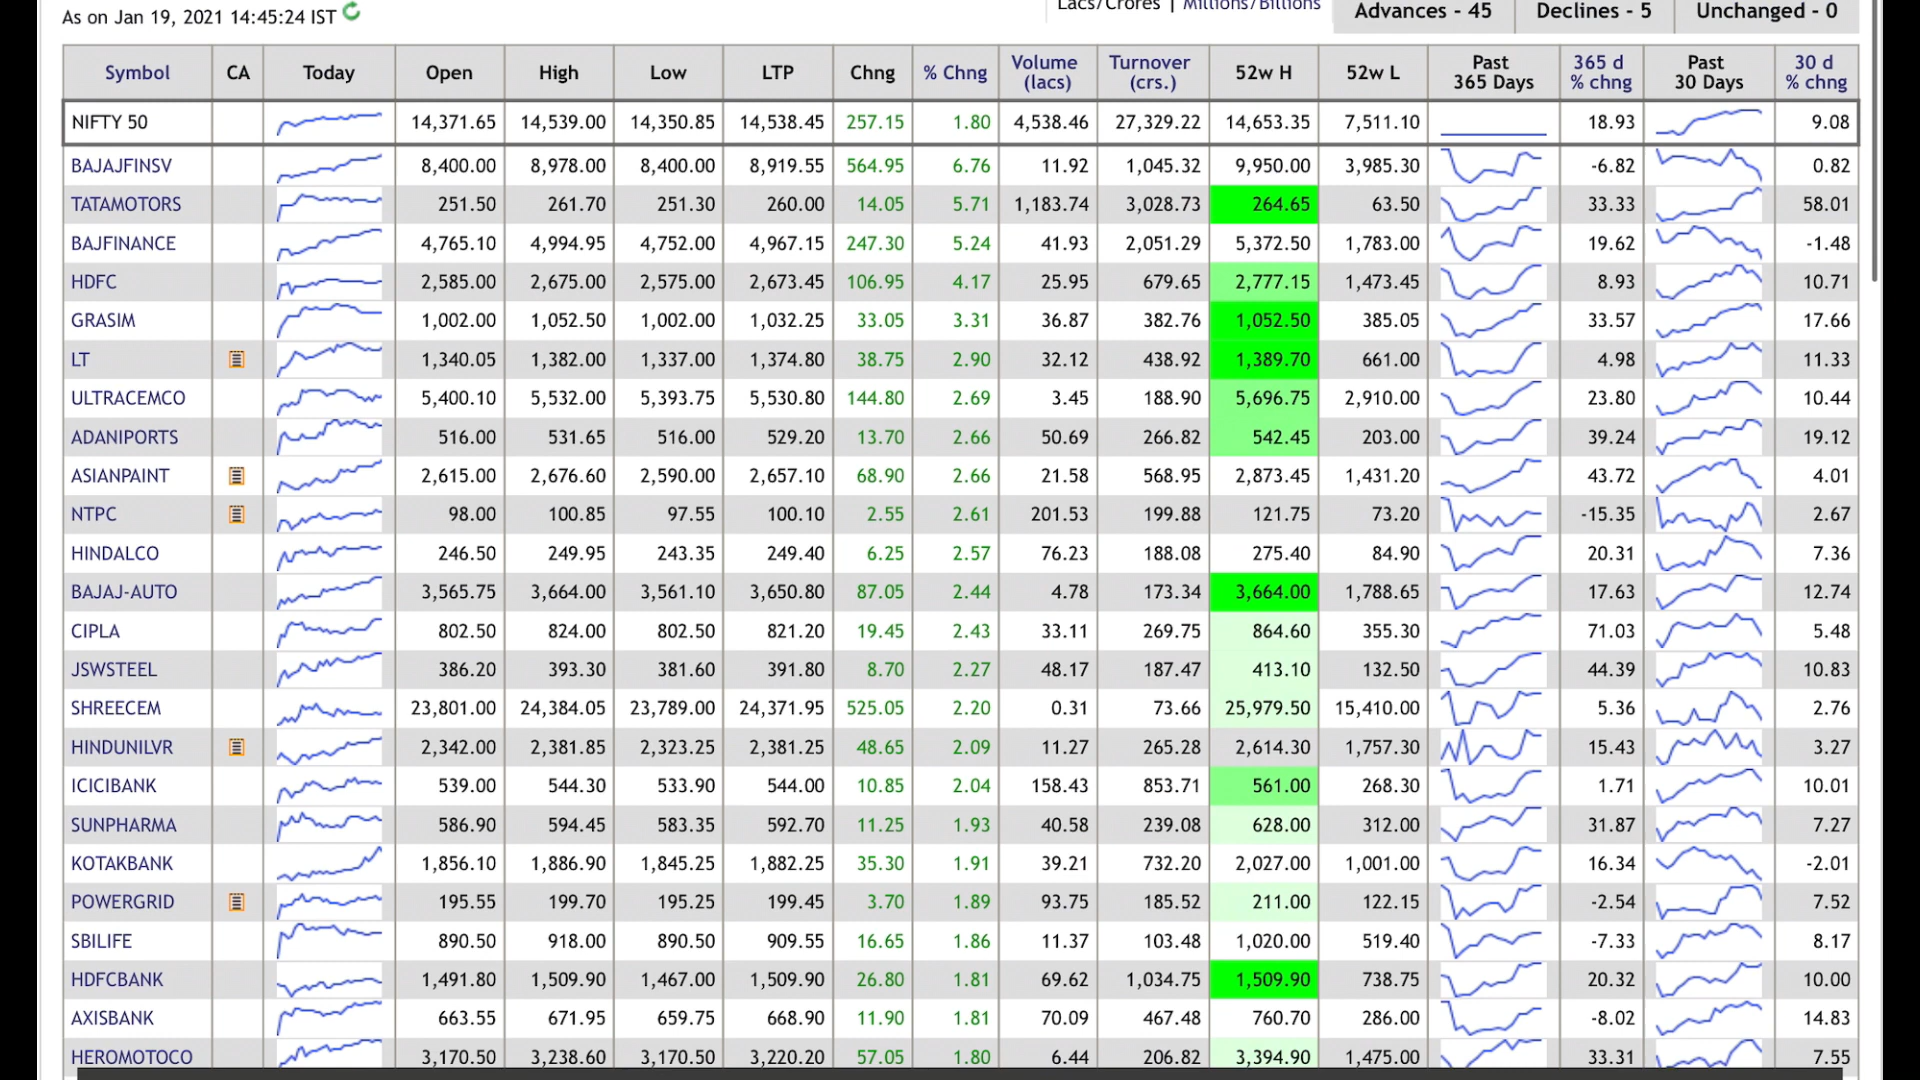 As on Jan 19, 2021 14:45:24 IST
Lacs/Crores | Millions/Billions
Advances - 45 Declines - 5 Unchanged - 0
Symbol CA Today Open High Low LTP Chng % Chng Volume (lacs) Turnover (crs.) 52w H 52w L Past 365 Days 365 d % chng Past 30 Days 30 d % chng
NIFTY 50 14,371.65 14,539.00 14,350.85 14,538.45 257.15 1.80 4,538.46 27,329.22 14,653.35 7,511.10 18.93 9.08
BAJAJFINSV 8,400.00 8,978.00 8,400.00 8,919.55 564.95 6.76 11.92 1,045.32 9,950.00 3,985.30 -6.82 0.82
TATAMOTORS 251.50 261.70 251.30 260.00 14.05 5.71 1,183.74 3,028.73 264.65 63.50 33.33 58.01
BAJFINANCE 4,765.10 4,994.95 4,752.00 4,967.15 247.30 5.24 41.93 2,051.29 5,372.50 1,783.00 19.62 -1.48
HDFC 2,585.00 2,675.00 2,575.00 2,673.45 106.95 4.17 25.95 679.65 2,777.15 1,473.45 8.93 10.71
GRASIM 1,002.00 1,052.50 1,002.00 1,032.25 33.05 3.31 36.87 382.76 1,052.50 385.05 33.57 17.66
LT 1,340.05 1,382.00 1,337.00 1,374.80 38.75 2.90 32.12 438.92 1,389.70 661.00 4.98 11.33
ULTRACEMCO 5,400.10 5,532.00 5,393.75 5,530.80 144.80 2.69 3.45 188.90 5,696.75 2,910.00 23.80 10.44
ADANIPORTS 516.00 531.65 516.00 529.20 13.70 2.66 50.69 266.82 542.45 203.00 39.24 19.12
ASIANPAINT 2,615.00 2,676.60 2,590.00 2,657.10 68.90 2.66 21.58 568.95 2,873.45 1,431.20 43.72 4.01
NTPC 98.00 100.85 97.55 100.10 2.55 2.61 201.53 199.88 121.75 73.20 -15.35 2.67
HINDALCO 246.50 249.95 243.35 249.40 6.25 2.57 76.23 188.08 275.40 84.90 20.31 7.36
BAJAJ-AUTO 3,565.75 3,664.00 3,561.10 3,650.80 87.05 2.44 4.78 173.34 3,664.00 1,788.65 17.63 12.74
CIPLA 802.50 824.00 802.50 821.20 19.45 2.43 33.11 269.75 864.60 355.30 71.03 5.48
JSWSTEEL 386.20 393.30 381.60 391.80 8.70 2.27 48.17 187.47 413.10 132.50 44.39 10.83
SHREECEM 23,801.00 24,384.05 23,789.00 24,371.95 525.05 2.20 0.31 73.66 25,979.50 15,410.00 5.36 2.76
HINDUNILVR 2,342.00 2,381.85 2,323.25 2,381.25 48.65 2.09 11.27 265.28 2,614.30 1,757.30 15.43 3.27
ICICIBANK 539.00 544.30 533.90 544.00 10.85 2.04 158.43 853.71 561.00 268.30 1.71 10.01
SUNPHARMA 586.90 594.45 583.35 592.70 11.25 1.93 40.58 239.08 628.00 312.00 31.87 7.27
KOTAKBANK 1,856.10 1,886.90 1,845.25 1,882.25 35.30 1.91 39.21 732.20 2,027.00 1,001.00 16.34 -2.01
POWERGRID 195.55 199.70 195.25 199.45 3.70 1.89 93.75 185.52 211.00 122.15 -2.54 7.52
SBILIFE 890.50 918.00 890.50 909.55 16.65 1.86 11.37 103.48 1,020.00 519.40 -7.33 8.17
HDFCBANK 1,491.80 1,509.90 1,467.00 1,509.90 26.80 1.81 69.62 1,034.75 1,509.90 738.75 20.32 10.00
AXISBANK 663.55 671.95 659.75 668.90 11.90 1.81 70.09 467.48 760.70 286.00 -8.02 14.83
HEROMOTOCO 3,170.50 3,238.60 3,170.50 3,220.20 57.05 1.80 6.44 206.82 3,394.90 1,475.00 33.31 7.55